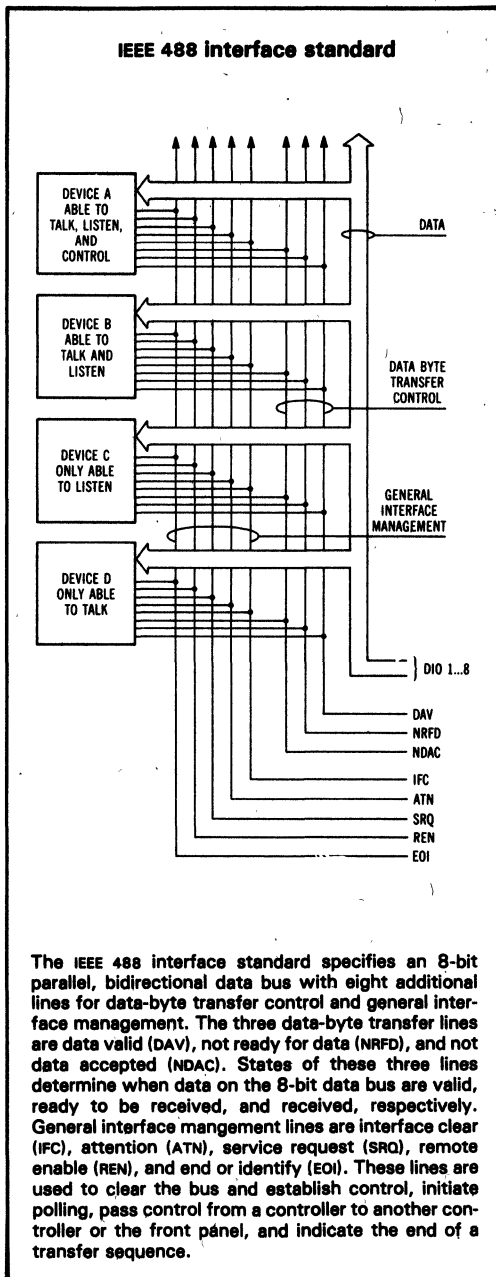 IEEE 488 interface standard
DEVICE A
ABLE TO
TALK, LISTEN,
AND
CONTROL
DATA
DEVICE B
ABLE TO
TALK AND
LISTEN
DATA BYTE
TRANSFER
CONTROL
DEVICE C
ONLY ABLE
TO LISTEN
GENERAL
INTERFACE
MANAGEMENT
DEVICE D
ONLY ABLE
TO TALK
DIO 1...8
DAV
NRFD
NDAC
IFC
ATN
SRQ
REN
EOI
The IEEE 488 interface standard specifies an 8-bit
parallel, bidirectional data bus with eight additional
lines for data-byte transfer control and general inter-
face management. The three data-byte transfer lines
are data valid (DAV), not ready for data (NRFD), and not
data accepted (NDAC). States of these three lines
determine when data on the 8-bit data bus are valid,
ready to be received, and received, respectively.
General interface mangement lines are interface clear
(IFC), attention (ATN), service request (SRQ), remote
enable (REN), and end or identify (EOI). These lines are
used to clear the bus and establish control, initiate
polling, pass control from a controller to another con-
troller or the front panel, and indicate the end of a
transfer sequence.